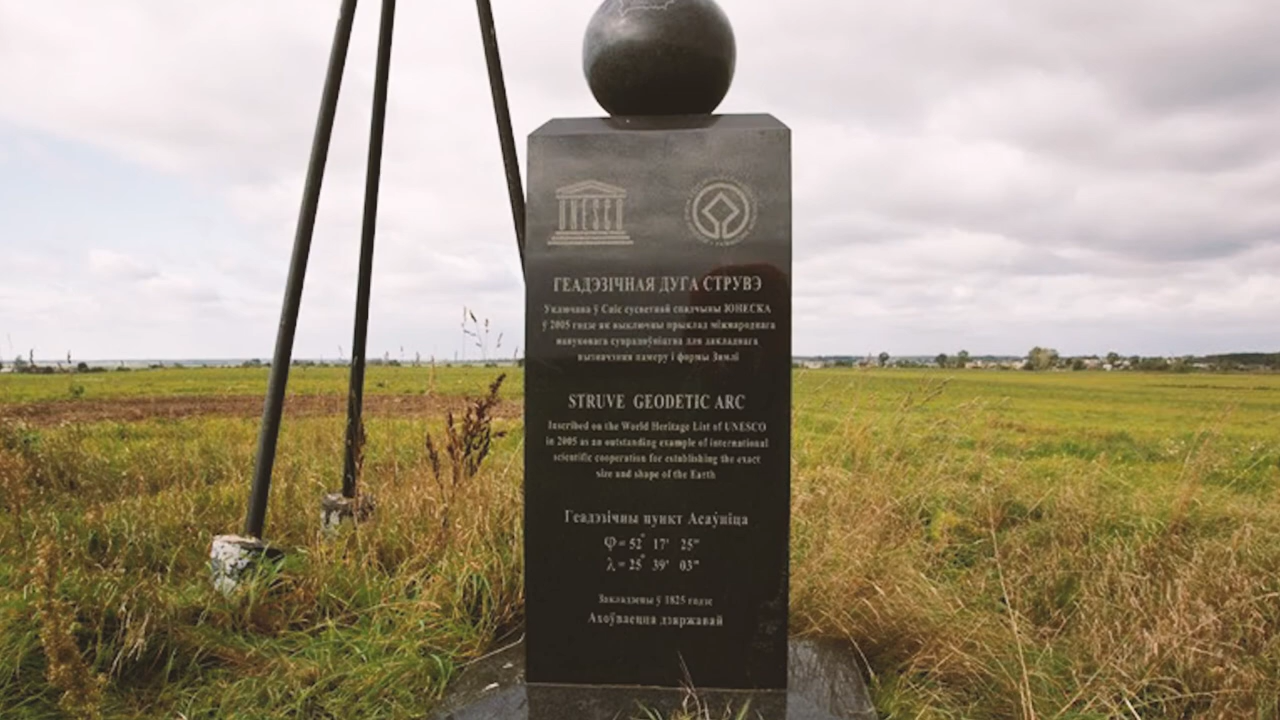 ГЕАДЭЗІЧНАЯ ДУГА СТРУВЭ
Уключана ў Спіс сусветнай спадчыны ЮНЕСКА
ў 2005 годзе як выключны прыклад міжнароднага
навуковага супрацоўніцтва для дакладнага
вызначэння памеру і формы Зямлі
STRUVE GEODETIC ARC
Inscribed on the World Heritage List of UNESCO
in 2005 as an outstanding example of international
scientific cooperation for establishing the exact
size and shape of the Earth
Геадэзічны пункт Асаўніца
φ = 52° 17' 25"
λ = 25° 39' 03"
Закладзены ў 1825 годзе
Ахоўваецца дзяржавай